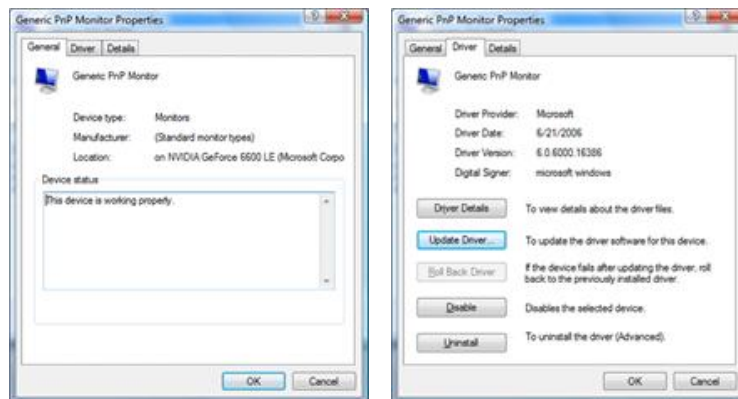 Generic PnP Monitor Properties
General Driver Details
Generic PnP Monitor
Device type: Monitors
Manufacturer: (Standard monitor types)
Location: on NVIDIA GeForce 6600 LE (Microsoft Corpo
Device status
This device is working properly.
OK Cancel
Generic PnP Monitor Properties
General Driver Details
Generic PnP Monitor
Driver Provider: Microsoft
Driver Date: 6/21/2006
Driver Version: 6.0.6000.16386
Digital Signer: microsoft windows
Driver Details To view details about the driver files.
Update Driver... To update the driver software for this device.
Roll Back Driver If the device fails after updating the driver, roll
back to the previously installed driver.
Disable Disables the selected device.
Uninstall To uninstall the driver (Advanced).
OK Cancel